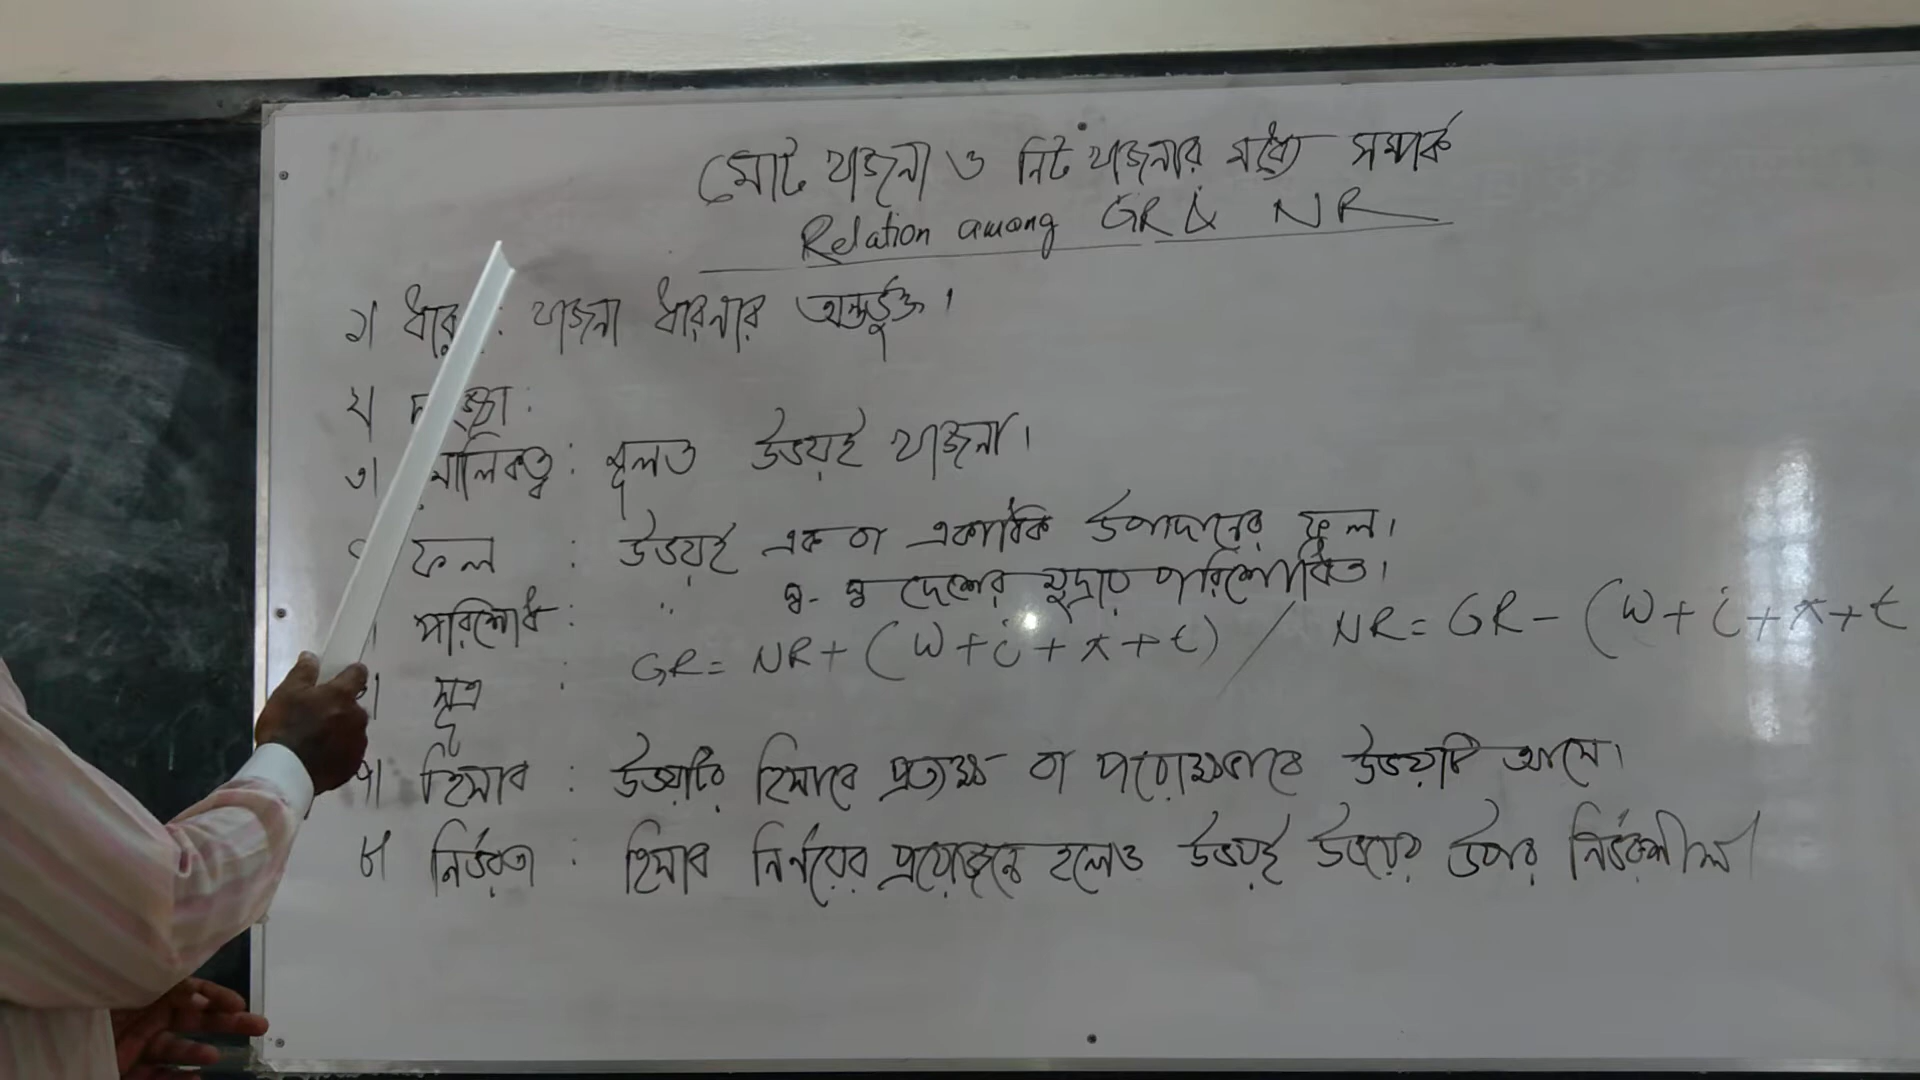 মোট খাজনা ও নিট খাজনার মধ্যে সম্পর্ক
Relation among GR & NR
১। : খাজনা ধারনার অন্তর্ভুক্ত।
২।
৩। মালিকত্ব : মূলত উভয়ই খাজনা।
ফল : উভয়ই এক বা একাধিক উপাদানের ফল।
পরিশোধ : " স্ব-স্ব দেশের মুদ্রায় পরিশোধিত।
সূত্র : GR = NR + (W + i + π + t) / NR = GR - (W + i + π + t
৭। হিসাব : উভয়টির হিসাবে প্রত্যক্ষ বা পরোক্ষভাবে উভয়টি আসে।
৮। নির্ভরতা : হিসাব নির্ণয়ের প্রয়োজনে হলেও উভয়ই উভয়ের উপর নির্ভরশীল।